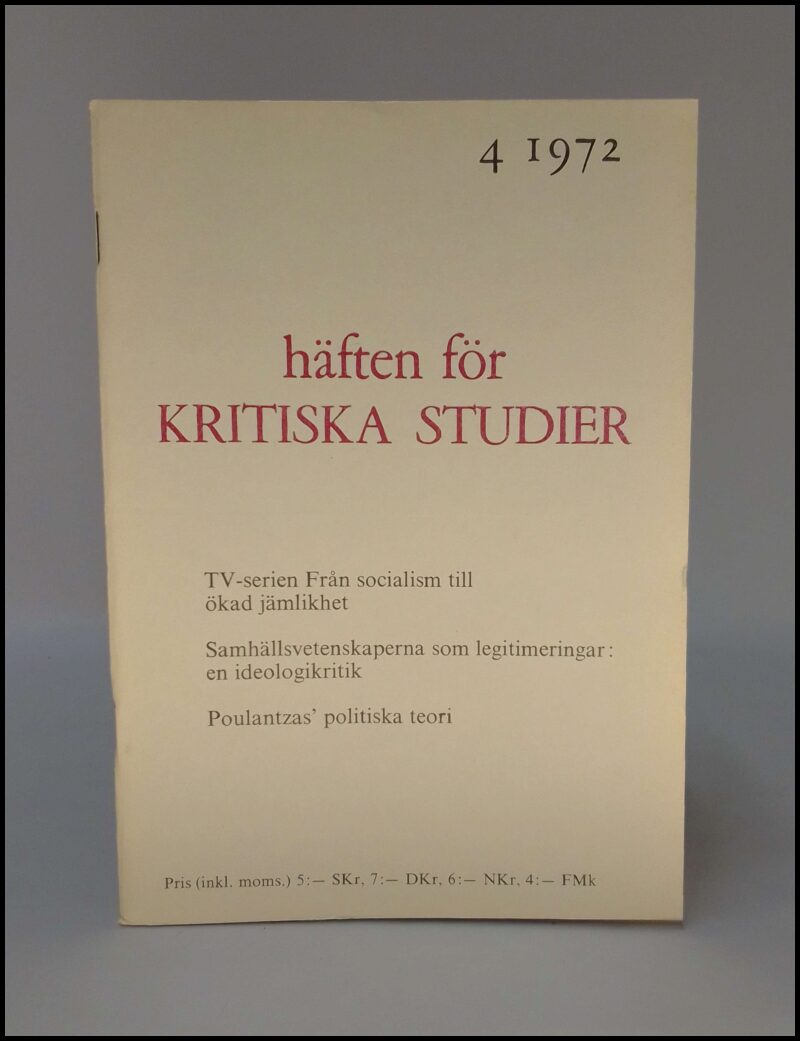 4 1972
häften för
KRITISKA STUDIER
TV-serien Från socialism till
ökad jämlikhet
Samhällsvetenskaperna som legitimeringar:
en ideologikritik
Poulantzas’ politiska teori
Pris (inkl. moms.) 5:— SKr, 7:— DKr, 6:— NKr, 4:— FMk